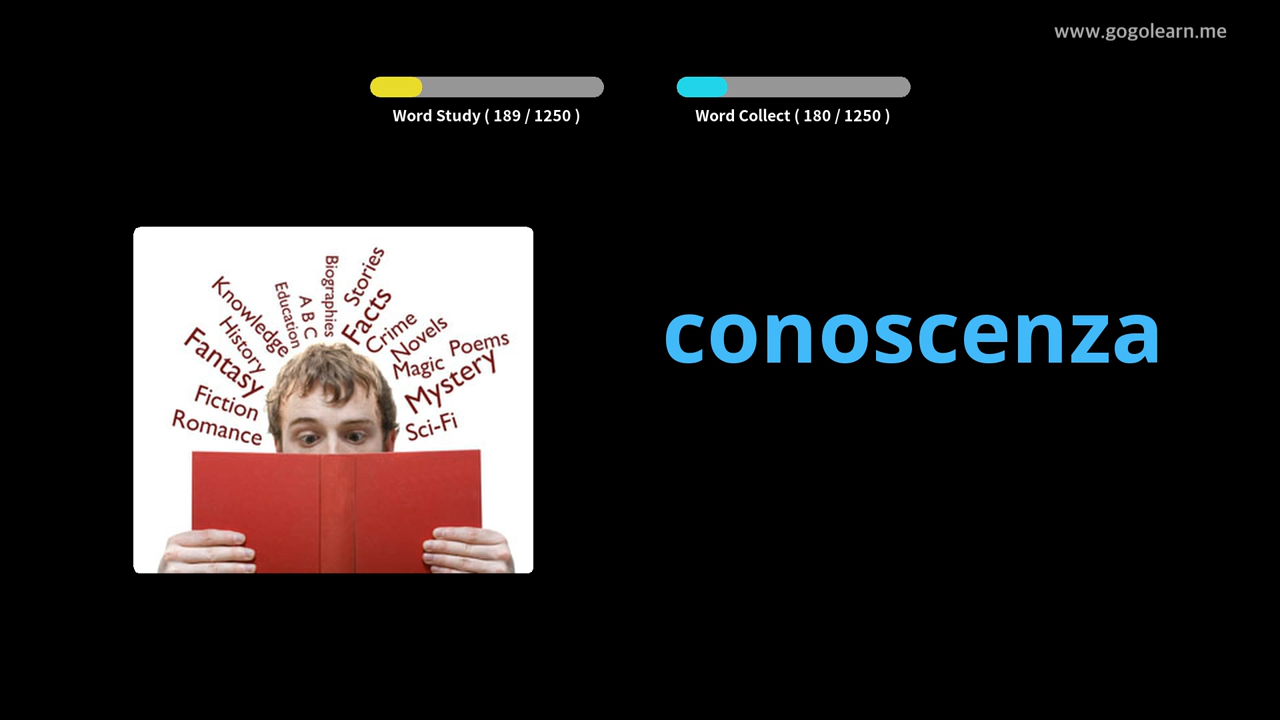 www.gogolearn.me
Word Study ( 189 / 1250 )
Word Collect ( 180 / 1250 )
conoscenza
Biographies
Stories
Education
A B C
Facts
Knowledge
Crime
History
Novels
Fantasy
Magic
Poems
Mystery
Fiction
Romance
Sci-Fi